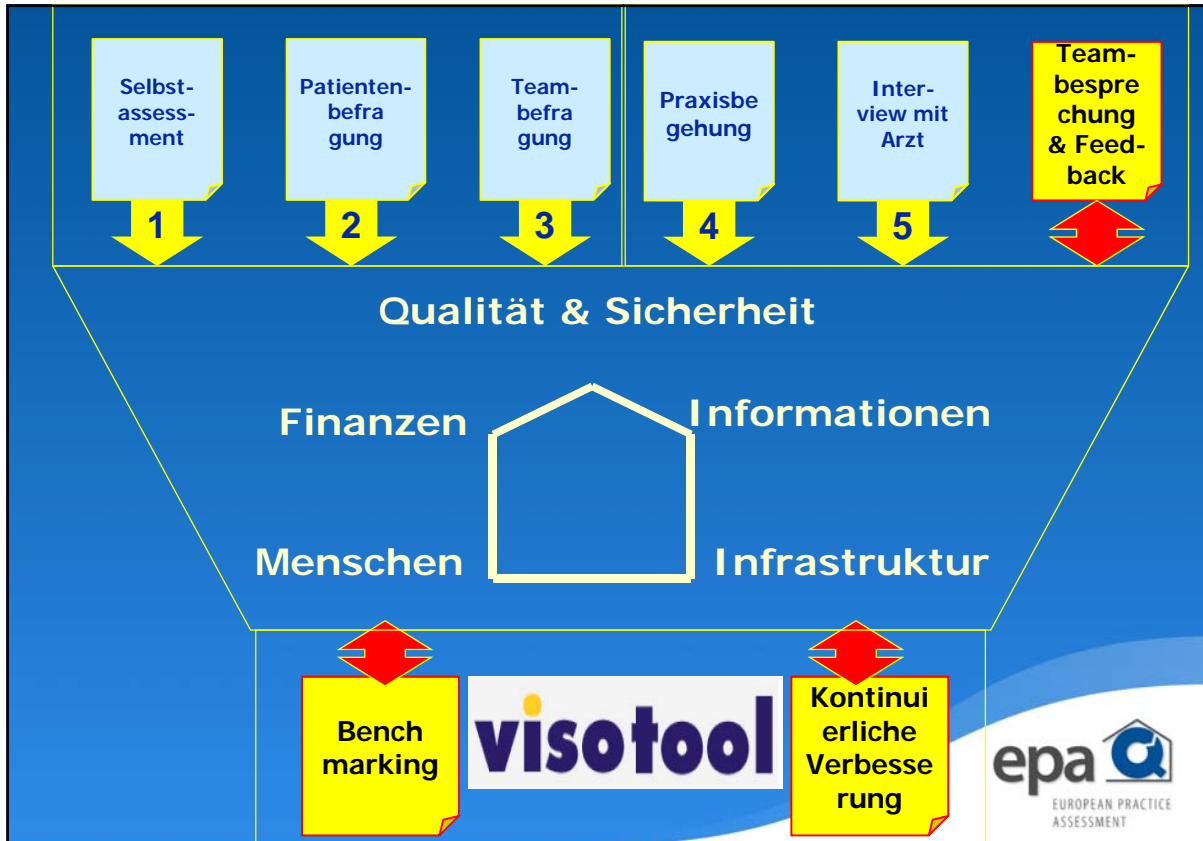 Selbst-
assess-
ment
Patienten-
befra
gung
Team-
befra
gung
Praxisbe
gehung
Inter-
view mit
Arzt
Team-
bespre
chung
& Feed-
back
1
2
3
4
5
Qualität & Sicherheit
Finanzen
Informationen
Menschen
Infrastruktur
Bench
marking
visotool
Kontinui
erliche
Verbesse
rung
epa
EUROPEAN PRACTICE
ASSESSMENT